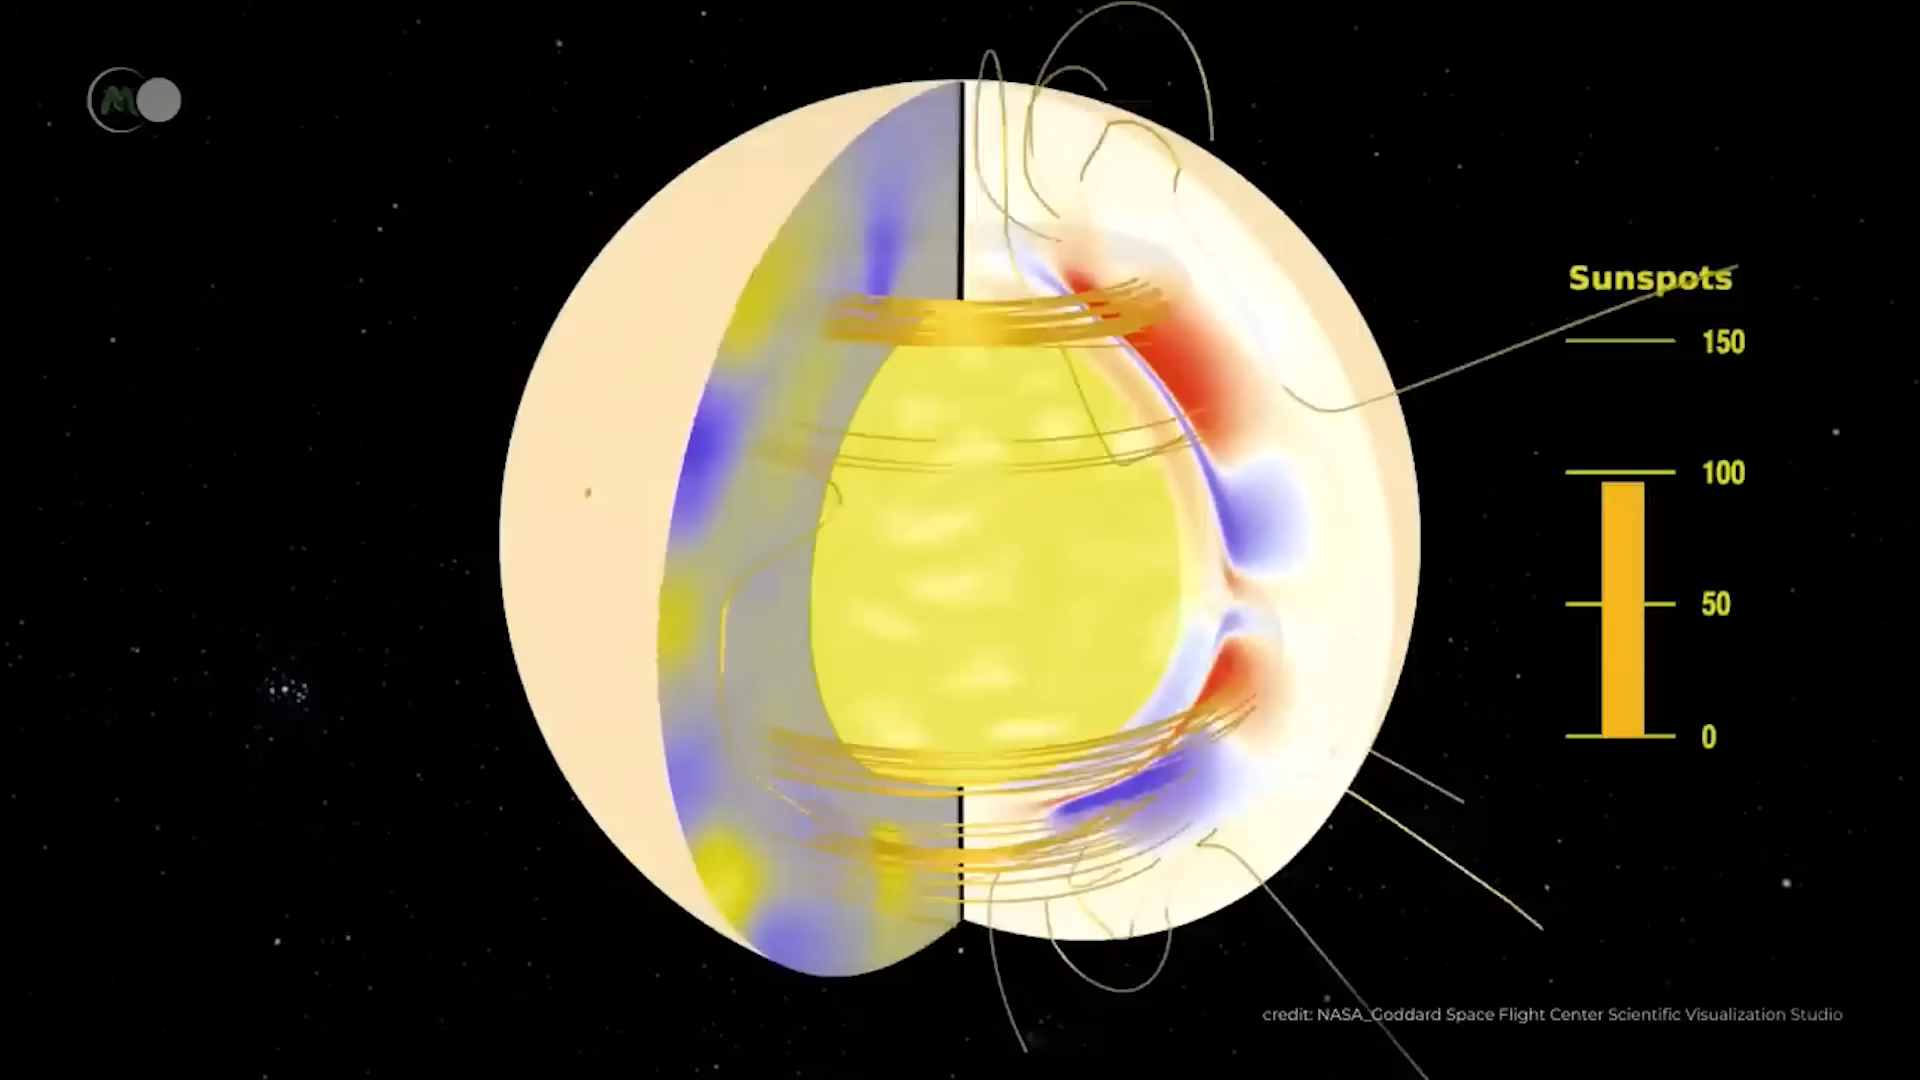 M
Sunspots
150
100
50
0
credit: NASA_Goddard Space Flight Center Scientific Visualization Studio